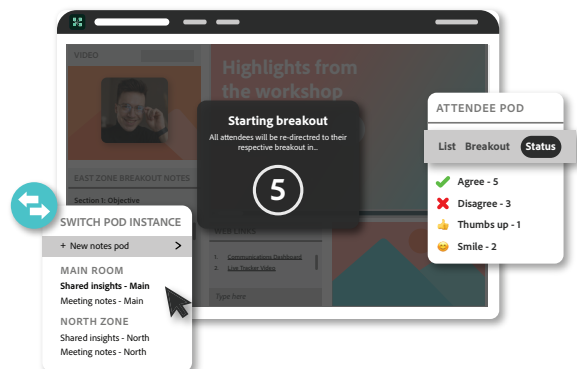 VIDEO
Highlights from
the workshop
Starting breakout
All attendees will be re-directred to their
respective breakout in...
5
EAST ZONE BREAKOUT NOTES
Section 1: Objective
WEB LINKS
1. Communications Dashboard
2. Live Tracker Video
Type here
SWITCH POD INSTANCE
+ New notes pod >
MAIN ROOM
Shared insights - Main
Meeting notes - Main
NORTH ZONE
Shared insights - North
Meeting notes - North
ATTENDEE POD
List Breakout Status
Agree - 5
Disagree - 3
Thumbs up - 1
Smile - 2